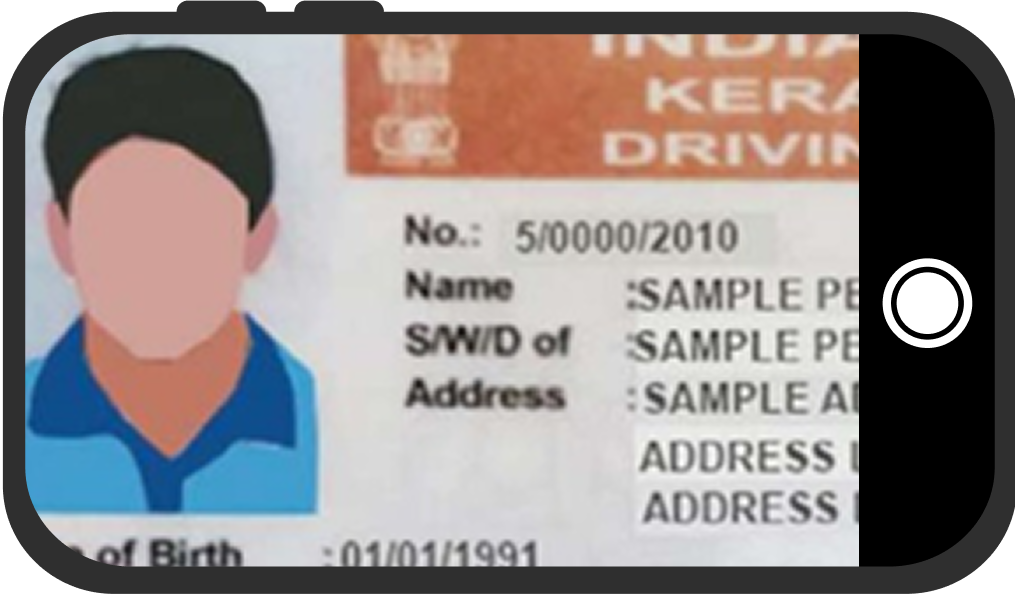 INDIA
KERA
DRIVIN
No.: 5/0000/2010
Name :SAMPLE PE
S/W/D of :SAMPLE PE
Address : SAMPLE AD
ADDRESS
ADDRESS
of Birth : 01/01/1991